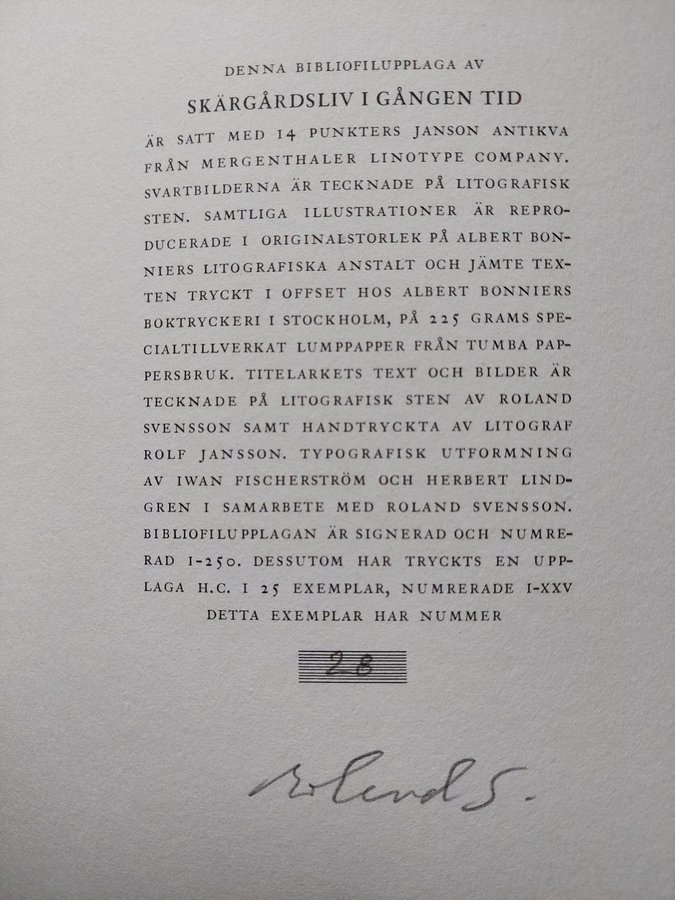 DENNA BIBLIOFILUPPLAGA AV
SKÄRGÅRDSLIV I GÅNGEN TID
ÄR SATT MED 14 PUNKTERS JANSON ANTIKVA
FRÅN MERGENTHALER LINOTYPE COMPANY.
SVARTBILDERNA ÄR TECKNADE PÅ LITOGRAFISK
STEN. SAMTLIGA ILLUSTRATIONER ÄR REPRO-
DUCERADE I ORIGINALSTORLEK PÅ ALBERT BON-
NIERS LITOGRAFISKA ANSTALT OCH JÄMTE TEX-
TEN TRYCKT I OFFSET HOS ALBERT BONNIERS
BOKTRYCKERI I STOCKHOLM, PÅ 225 GRAMS SPE-
CIALTILLVERKAT LUMPPAPPER FRÅN TUMBA PAP-
PERSBRUK. TITELARKETS TEXT OCH BILDER ÄR
TECKNADE PÅ LITOGRAFISK STEN AV ROLAND
SVENSSON SAMT HANDTRYCKTA AV LITOGRAF
ROLF JANSSON. TYPOGRAFISK UTFORMNING
AV IWAN FISCHERSTRÖM OCH HERBERT LIND-
GREN I SAMARBETE MED ROLAND SVENSSON.
BIBLIOFILUPPLAGAN ÄR SIGNERAD OCH NUMRE-
RAD 1-250. DESSUTOM HAR TRYCKTS EN UPP-
LAGA H.C. I 25 EXEMPLAR, NUMRERADE I-XXV
DETTA EXEMPLAR HAR NUMMER
28
Roland S.